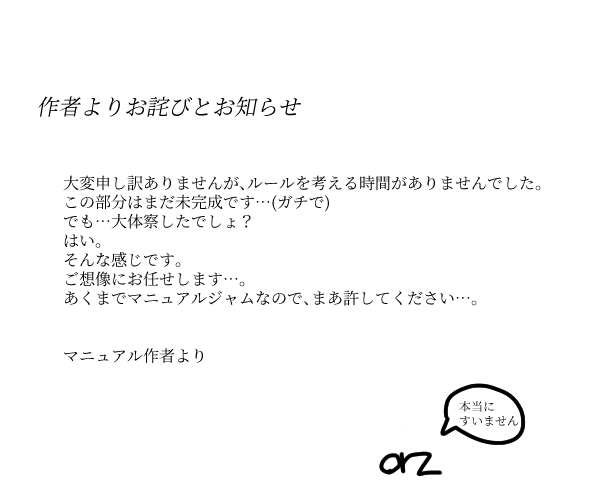 作者よりお詫びとお知らせ
大変申し訳ありませんが、ルールを考える時間がありませんでした。
この部分はまだ未完成です…(ガチで)
でも…大体察したでしょ？
はい。
そんな感じです。
ご想像にお任せします…。
あくまでマニュアルジャムなので、まあ許してください…。
マニュアル作者より
本当に
すいません
orz